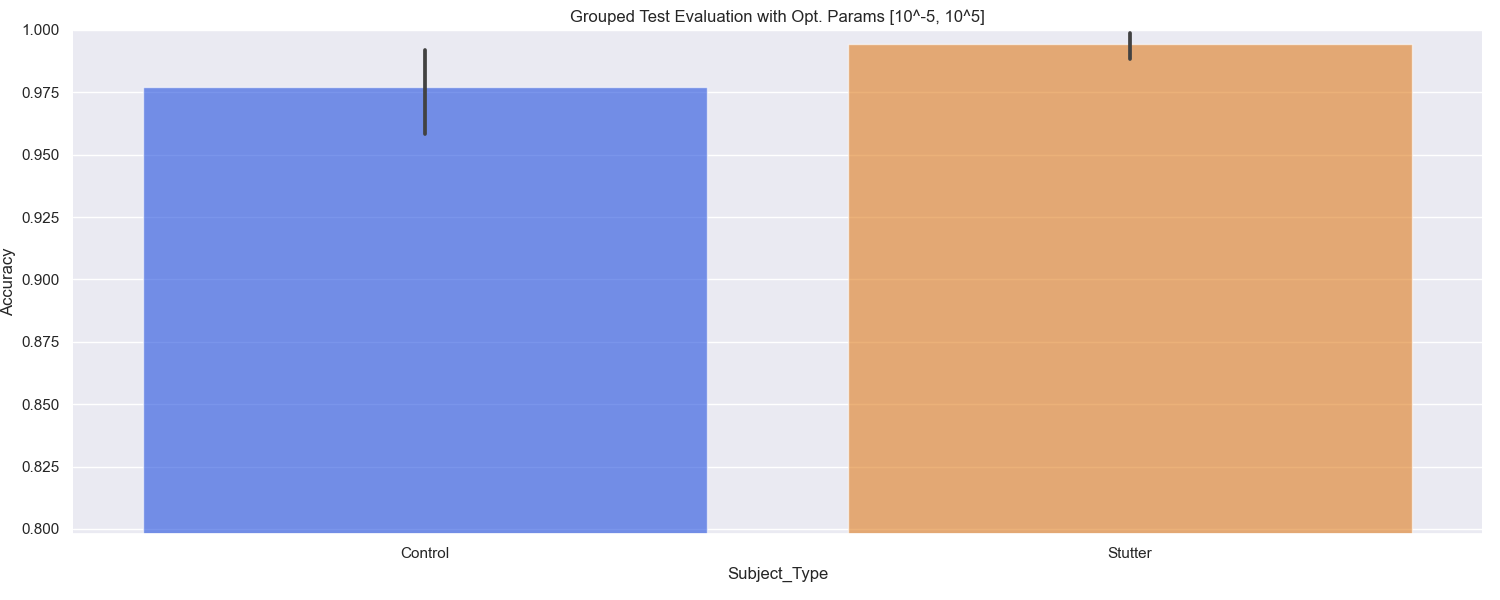 Grouped Test Evaluation with Opt. Params [10^-5, 10^5]
1.000
0.975
0.950
0.925
0.900
0.875
0.850
0.825
0.800
Accuracy
Control
Stutter
Subject_Type